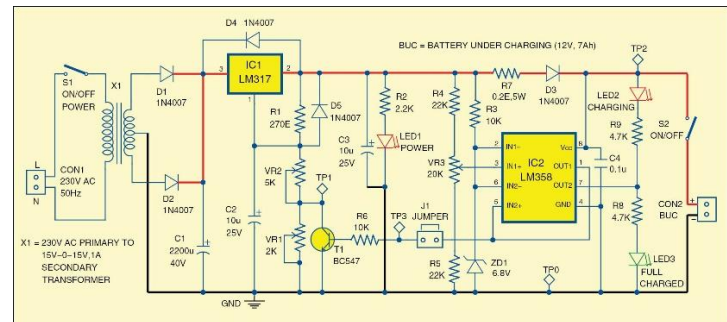 D4 1N4007
S1
ON/OFF
POWER
X1
D1
1N4007
3
IC1
LM317
2
1
BUC = BATTERY UNDER CHARGING (12V, 7Ah)
TP2
R7
0.2E,5W
D3
1N4007
LED2
CHARGING
R1
270E
D5
1N4007
R2
2.2K
R4
22K
R3
10K
R9
4.7K
S2
ON/OFF
L
CON1
230V AC
50Hz
N
C3
10u
25V
LED1
POWER
VR2
5K
TP1
VR3
20K
2
IN1-
3
IN1+
6
IN2-
5
IN2+
IC2
LM358
Vcc
8
OUT1
1
OUT2
7
GND
4
C4
0.1u
D2
1N4007
J1
JUMPER
TP3
R6
10K
CON2
BUC
+
-
R8
4.7K
C2
10u
25V
X1 = 230V AC PRIMARY TO
15V-0-15V,1A
SECONDARY
TRANSFORMER
C1
2200u
40V
VR1
2K
T1
BC547
R5
22K
ZD1
6.8V
TP0
LED3
FULL
CHARGED
GND